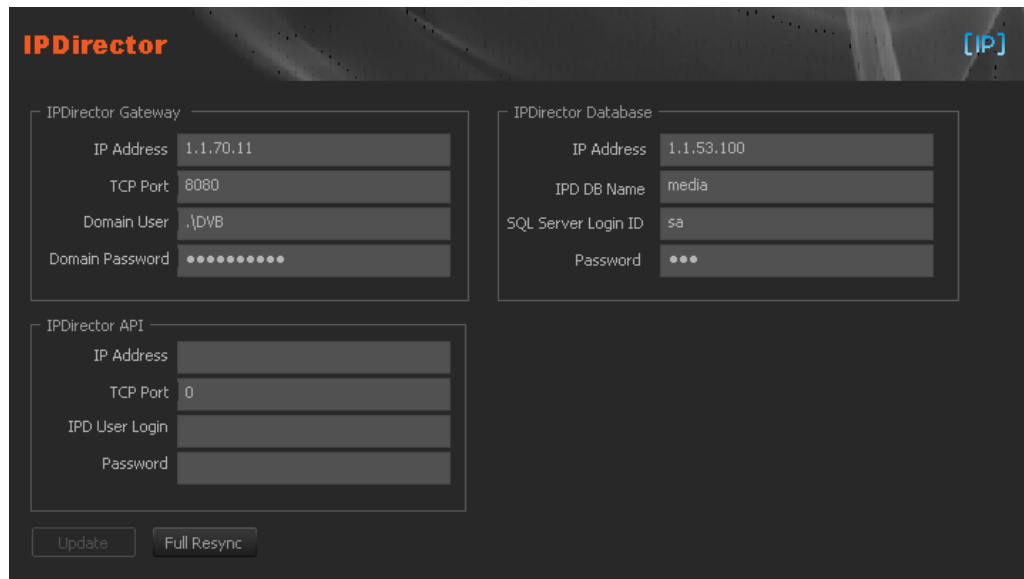 IPDirector
[IP]
IPDirector Gateway
IP Address 1.1.70.11
TCP Port 8080
Domain User .\DVB
Domain Password ●●●●●●●●●●
IPDirector Database
IP Address 1.1.53.100
IPD DB Name media
SQL Server Login ID sa
Password ●●●
IPDirector API
IP Address
TCP Port 0
IPD User Login
Password
Update Full Resync